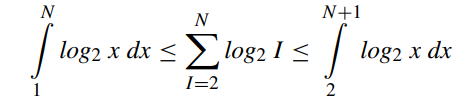 N
∫ log₂ x dx ≤ ∑ log₂ I ≤ ∫ log₂ x dx
1
N
I=2
N+1
2